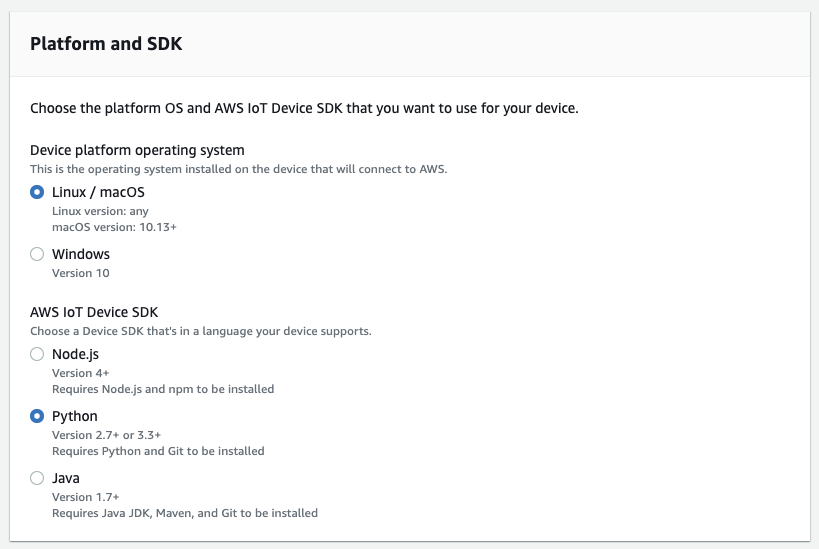 Platform and SDK
Choose the platform OS and AWS IoT Device SDK that you want to use for your device.
Device platform operating system
This is the operating system installed on the device that will connect to AWS.
Linux / macOS
Linux version: any
macOS version: 10.13+
Windows
Version 10
AWS IoT Device SDK
Choose a Device SDK that's in a language your device supports.
Node.js
Version 4+
Requires Node.js and npm to be installed
Python
Version 2.7+ or 3.3+
Requires Python and Git to be installed
Java
Version 1.7+
Requires Java JDK, Maven, and Git to be installed